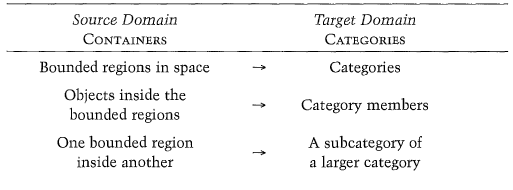 Source Domain Target Domain
CONTAINERS CATEGORIES
Bounded regions in space → Categories
Objects inside the
bounded regions → Category members
One bounded region
inside another → A subcategory of
a larger category